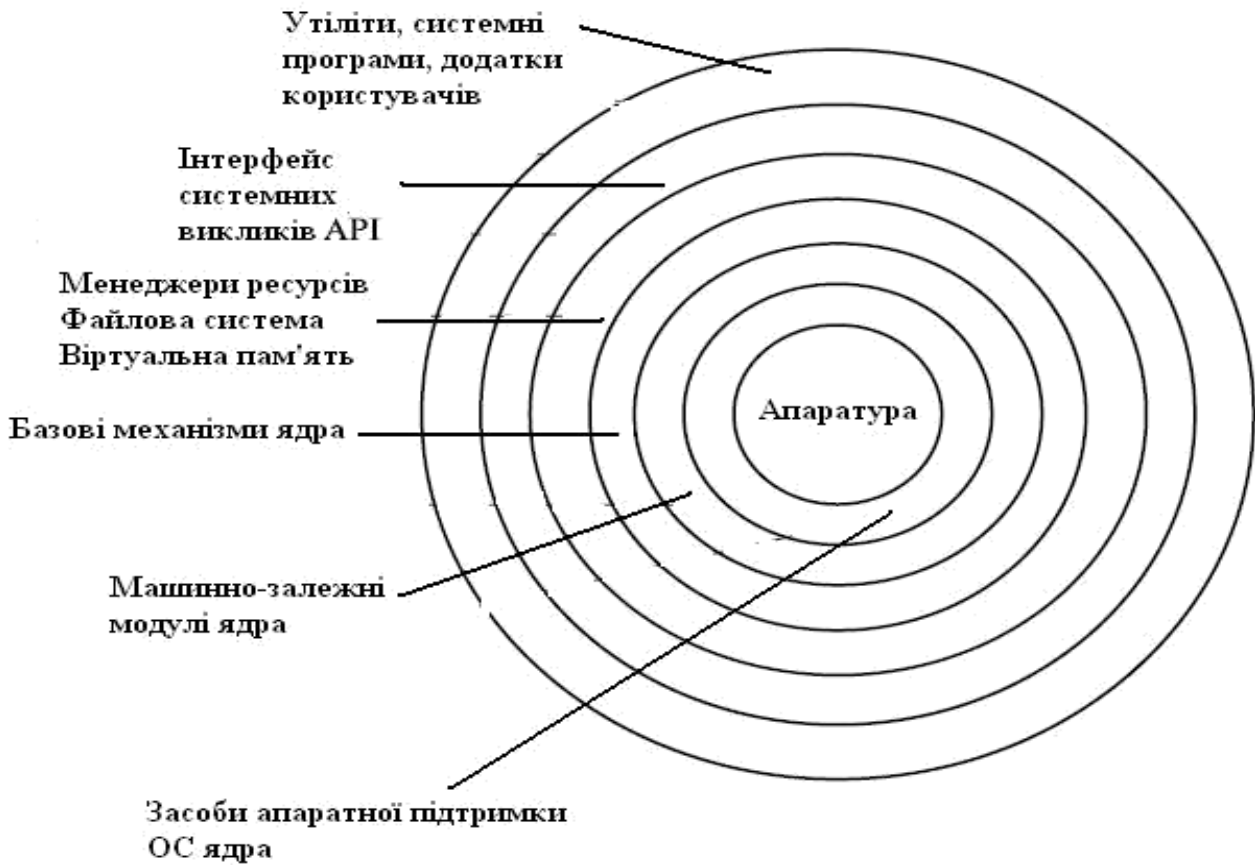 Утіліти, системні
програми, додатки
користувачів
Інтерфейс
системних
викликів API
Менеджери ресурсів
Файлова система
Віртуальна пам'ять
Апаратура
Базові механізми ядра
Машинно-залежні
модулі ядра
Засоби апаратної підтримки
ОС ядра